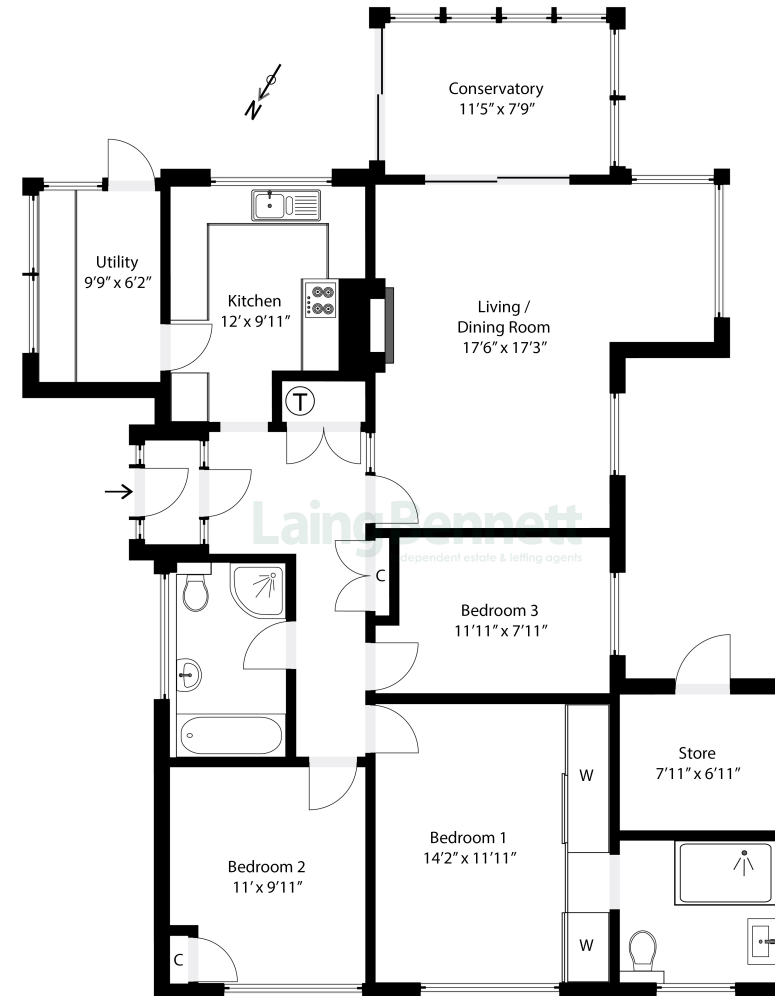 Conservatory
11'5" x 7'9"
N
Utility
9'9" x 6'2"
Kitchen
12' x 9'11"
Living /
Dining Room
17'6" x 17'3"
T
LaingBennett
dependent estate & letting agents
C
Bedroom 3
11'11" x 7'11"
Store
7'11" x 6'11"
W
Bedroom 1
14'2" x 11'11"
Bedroom 2
11' x 9'11"
W
C